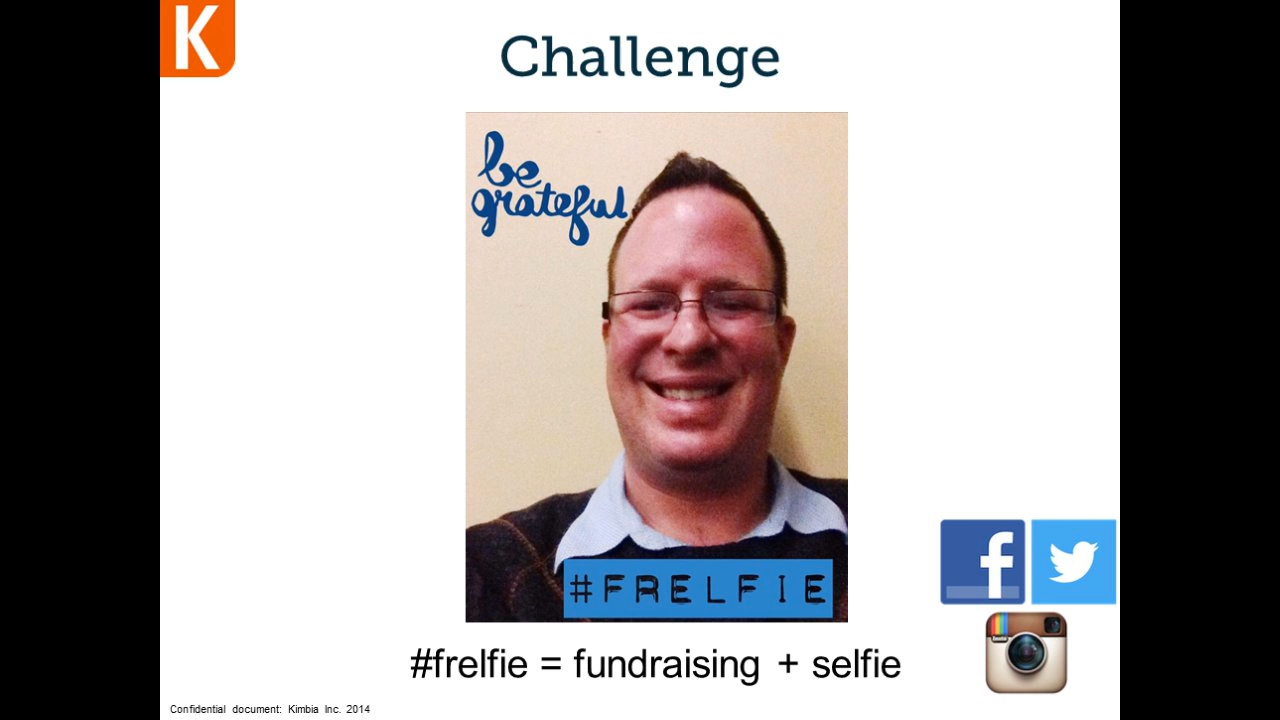 K
Challenge
be
grateful
#FRELFIE
f
#frelfie = fundraising + selfie
Confidential document: Kimbia Inc. 2014